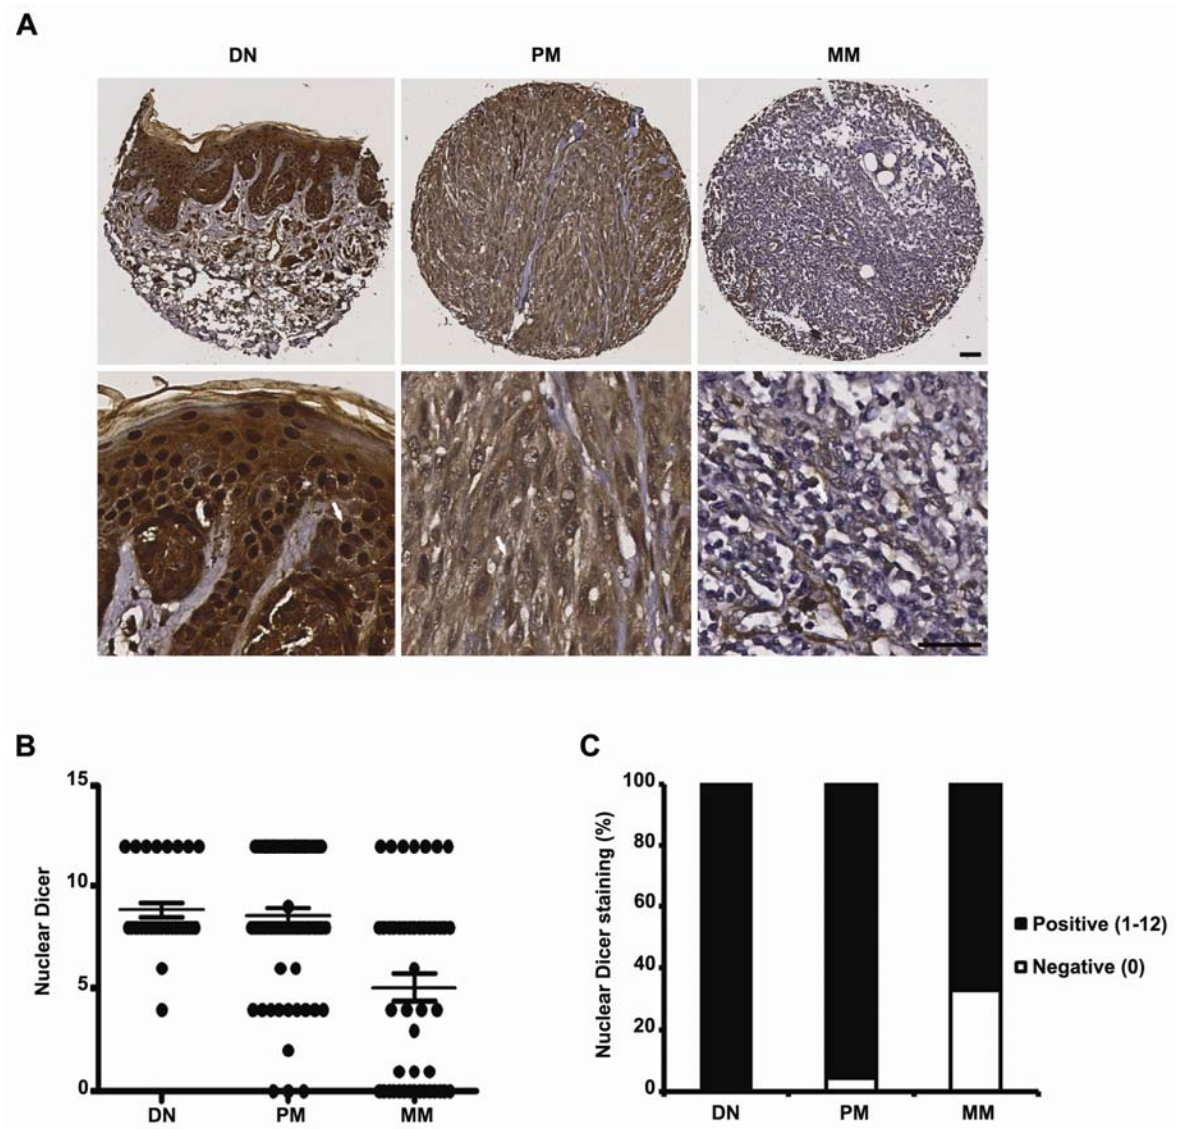 A
DN PM MM
B
Nuclear Dicer
15
10
5
0
DN PM MM
C
Nuclear Dicer staining (%)
100
80
60
40
20
0
DN PM MM
Positive (1-12)
Negative (0)